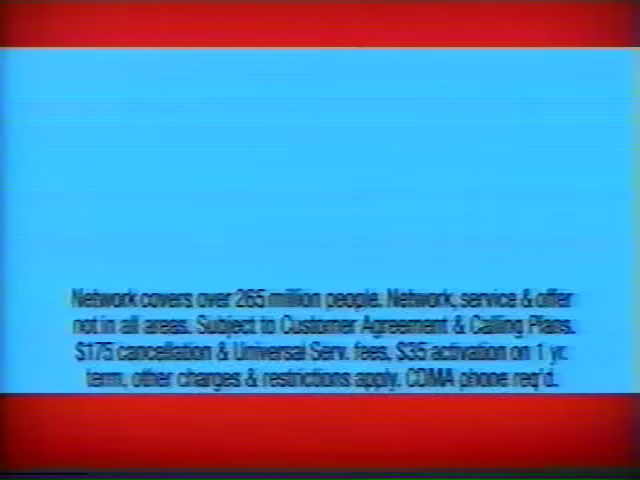 Network covers over 265 million people. Network, service & offer
not in all areas. Subject to Customer Agreement & Calling Plans.
$175 cancellation & Universal Serv. fees, $35 activation on 1 yr.
term, other charges & restrictions apply. CDMA phone req'd.